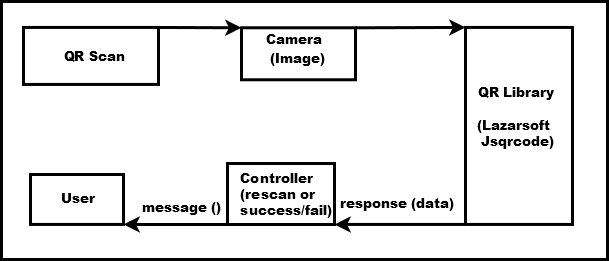 QR Scan
Camera
(Image)
QR Library
(Lazarsoft
Jsqrcode)
User
message ()
Controller
(rescan or
success/fail)
response (data)